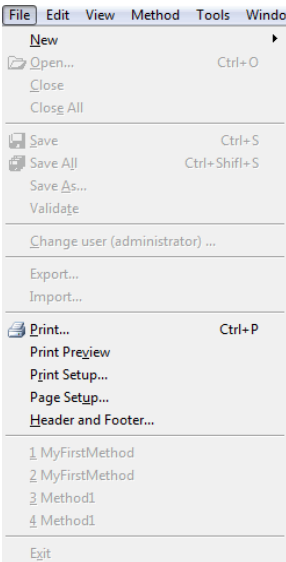 File Edit View Method Tools Windo
New
Open... Ctrl+O
Close
Close All
Save Ctrl+S
Save All Ctrl+Shifl+S
Save As...
Validate
Change user (administrator) ...
Export...
Import...
Print... Ctrl+P
Print Preview
Print Setup...
Page Setup...
Header and Footer...
1 MyFirstMethod
2 MyFirstMethod
3 Method1
4 Method1
Exit